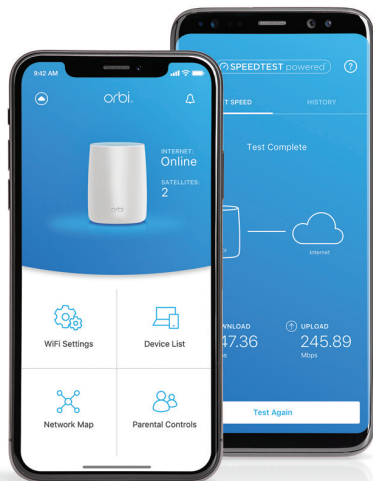 9:42 AM
orbi.
INTERNET:
Online
SATELLITES:
2
orbi
WiFi Settings
Device List
Network Map
Parental Controls
SPEEDTEST powered
?
T SPEED
HISTORY
Test Complete
Internet
WNLOAD
UPLOAD
47.36
245.89
Mbps
Test Again